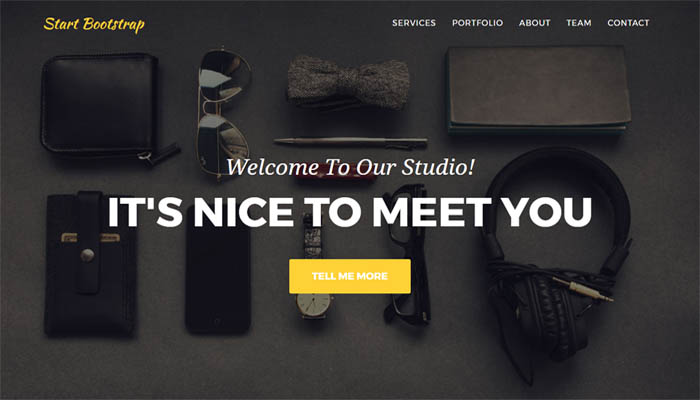 Start Bootstrap
SERVICES PORTFOLIO ABOUT TEAM CONTACT
Welcome To Our Studio!
IT'S NICE TO MEET YOU
TELL ME MORE